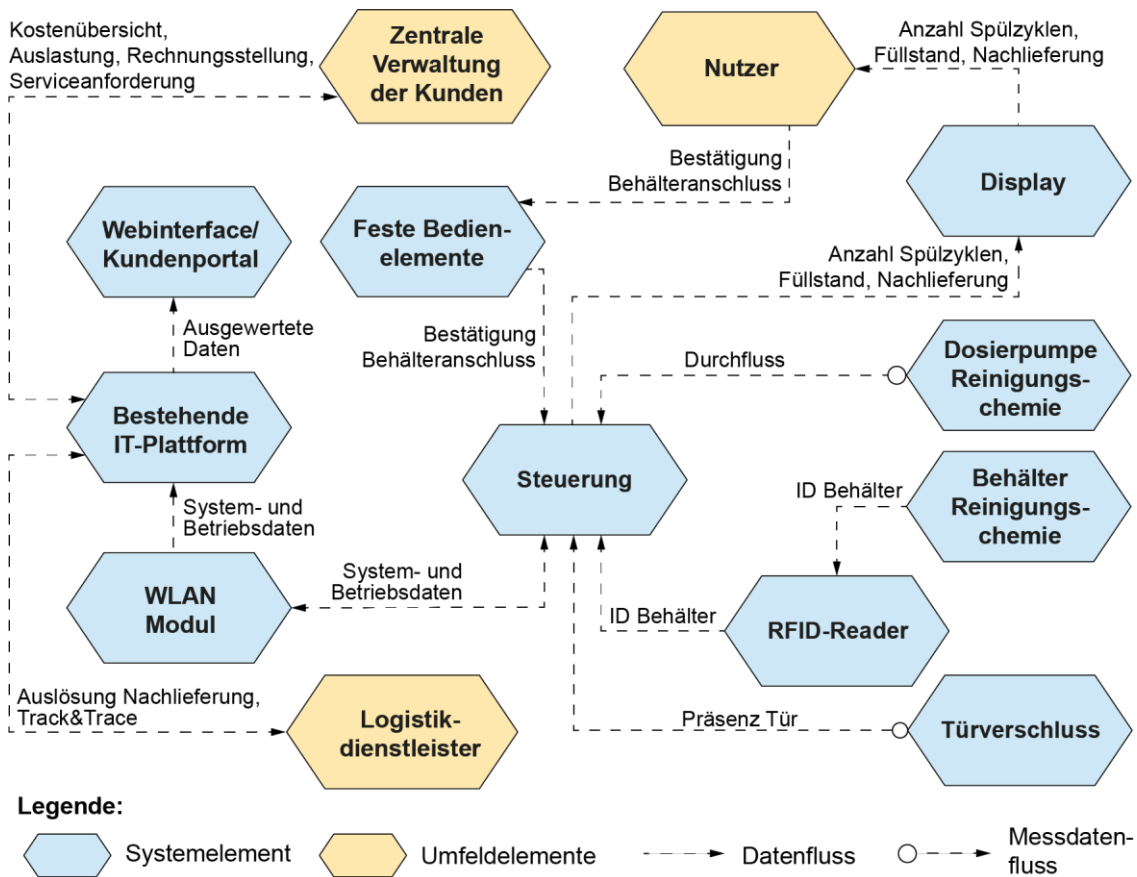 Kostenübersicht,
Auslastung, Rechnungsstellung,
Serviceanforderung
Zentrale
Verwaltung
der Kunden
Nutzer
Anzahl Spülzyklen,
Füllstand, Nachlieferung
Bestätigung
Behälteranschluss
Display
Webinterface/
Kundenportal
Feste Bedien-
elemente
Anzahl Spülzyklen,
Füllstand, Nachlieferung
Ausgewertete
Daten
Bestätigung
Behälteranschluss
Durchfluss
Dosierpumpe
Reinigungs-
chemie
Bestehende
IT-Plattform
Steuerung
ID Behälter
Behälter
Reinigungs-
chemie
System- und
Betriebsdaten
WLAN
Modul
System- und
Betriebsdaten
ID Behälter
RFID-Reader
Auslösung Nachlieferung,
Track&Trace
Logistik-
dienstleister
Präsenz Tür
Türverschluss
Legende:
Systemelement
Umfeldelemente
Datenfluss
Messdaten-
fluss